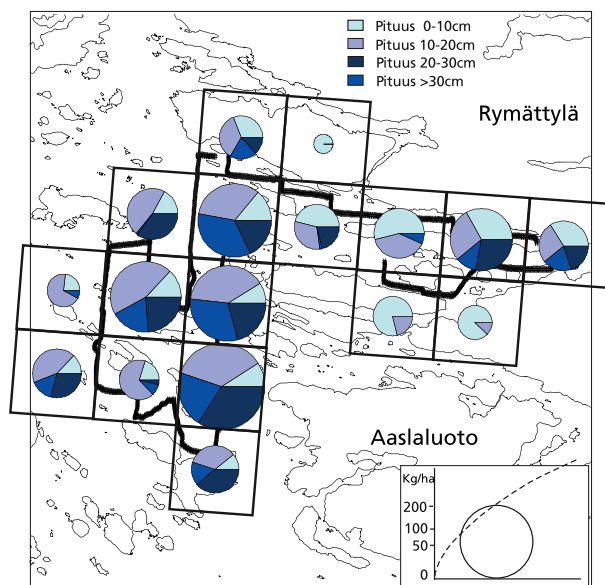 Pituus 0-10cm
Pituus 10-20cm
Pituus 20-30cm
Pituus >30cm
Rymättylä
Aaslaluoto
Kg/ha
200
100
50
0